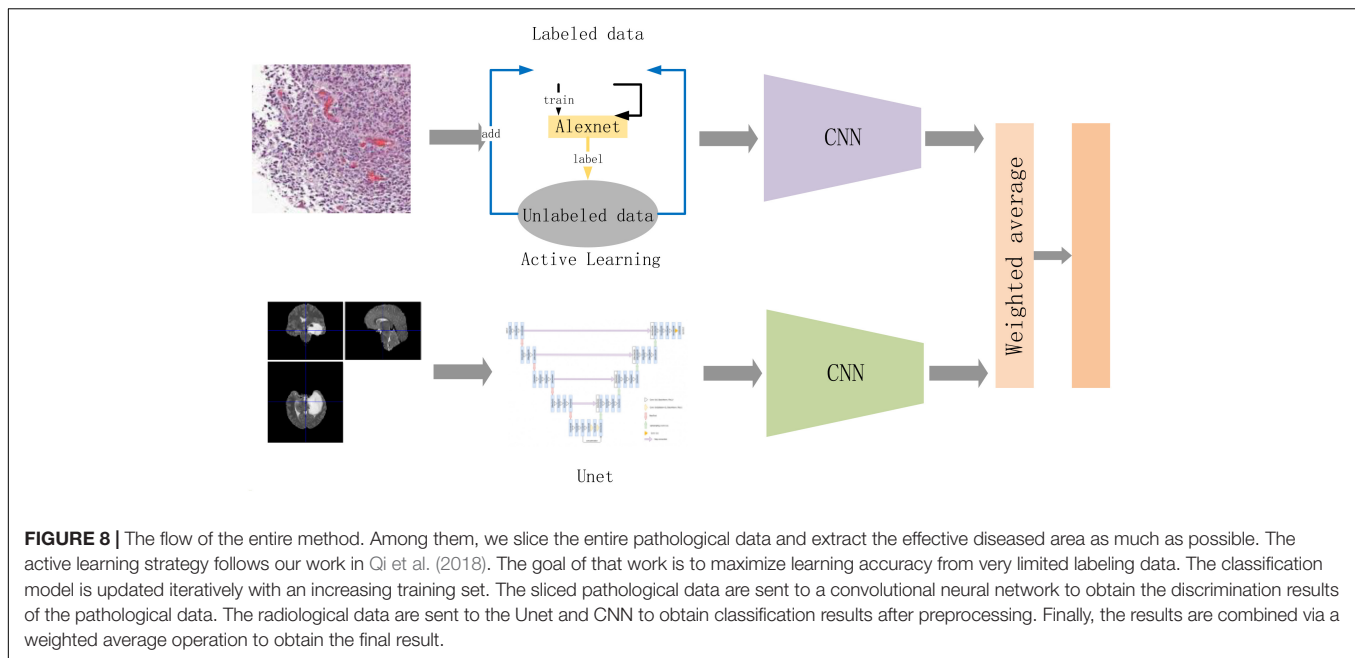 Labeled data
train
Alexnet
add
label
Unlabeled data
Active Learning
CNN
Weighted average
CNN
Unet
FIGURE 8 | The flow of the entire method. Among them, we slice the entire pathological data and extract the effective diseased area as much as possible. The
active learning strategy follows our work in Qi et al. (2018). The goal of that work is to maximize learning accuracy from very limited labeling data. The classification
model is updated iteratively with an increasing training set. The sliced pathological data are sent to a convolutional neural network to obtain the discrimination results
of the pathological data. The radiological data are sent to the Unet and CNN to obtain classification results after preprocessing. Finally, the results are combined via a
weighted average operation to obtain the final result.